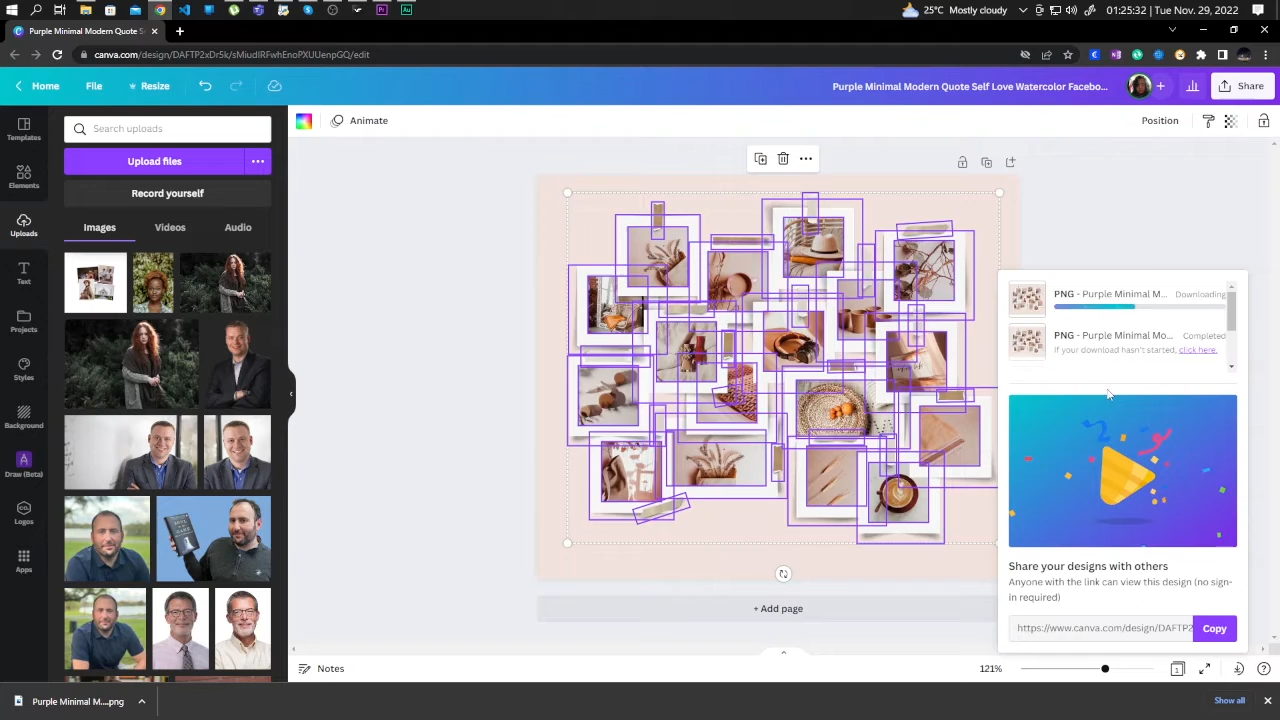 25°C Mostly cloudy
01:25:32 | Tue. Nov. 29, 2022
Purple Minimal Modern Quote S
canva.com/design/DAFTP2xDrSk/sMiudIRFwhEnoPXUUenpGQ/edit
Home
File
Resize
Purple Minimal Modern Quote Self Love Watercolor Facebo...
Share
Templates
Elements
Uploads
Text
Projects
Styles
Background
Draw (Beta)
Logos
Apps
Search uploads
Upload files
Record yourself
Images
Videos
Audio
Animate
Position
PNG - Purple Minimal M...
Downloading
PNG - Purple Minimal Mo...
Completed
If your download hasn't started, click here.
Share your designs with others
Anyone with the link can view this design (no sign-
in required)
https://www.canva.com/design/DAFTP2
Copy
+ Add page
Notes
121%
1
Purple Minimal M....png
Show all